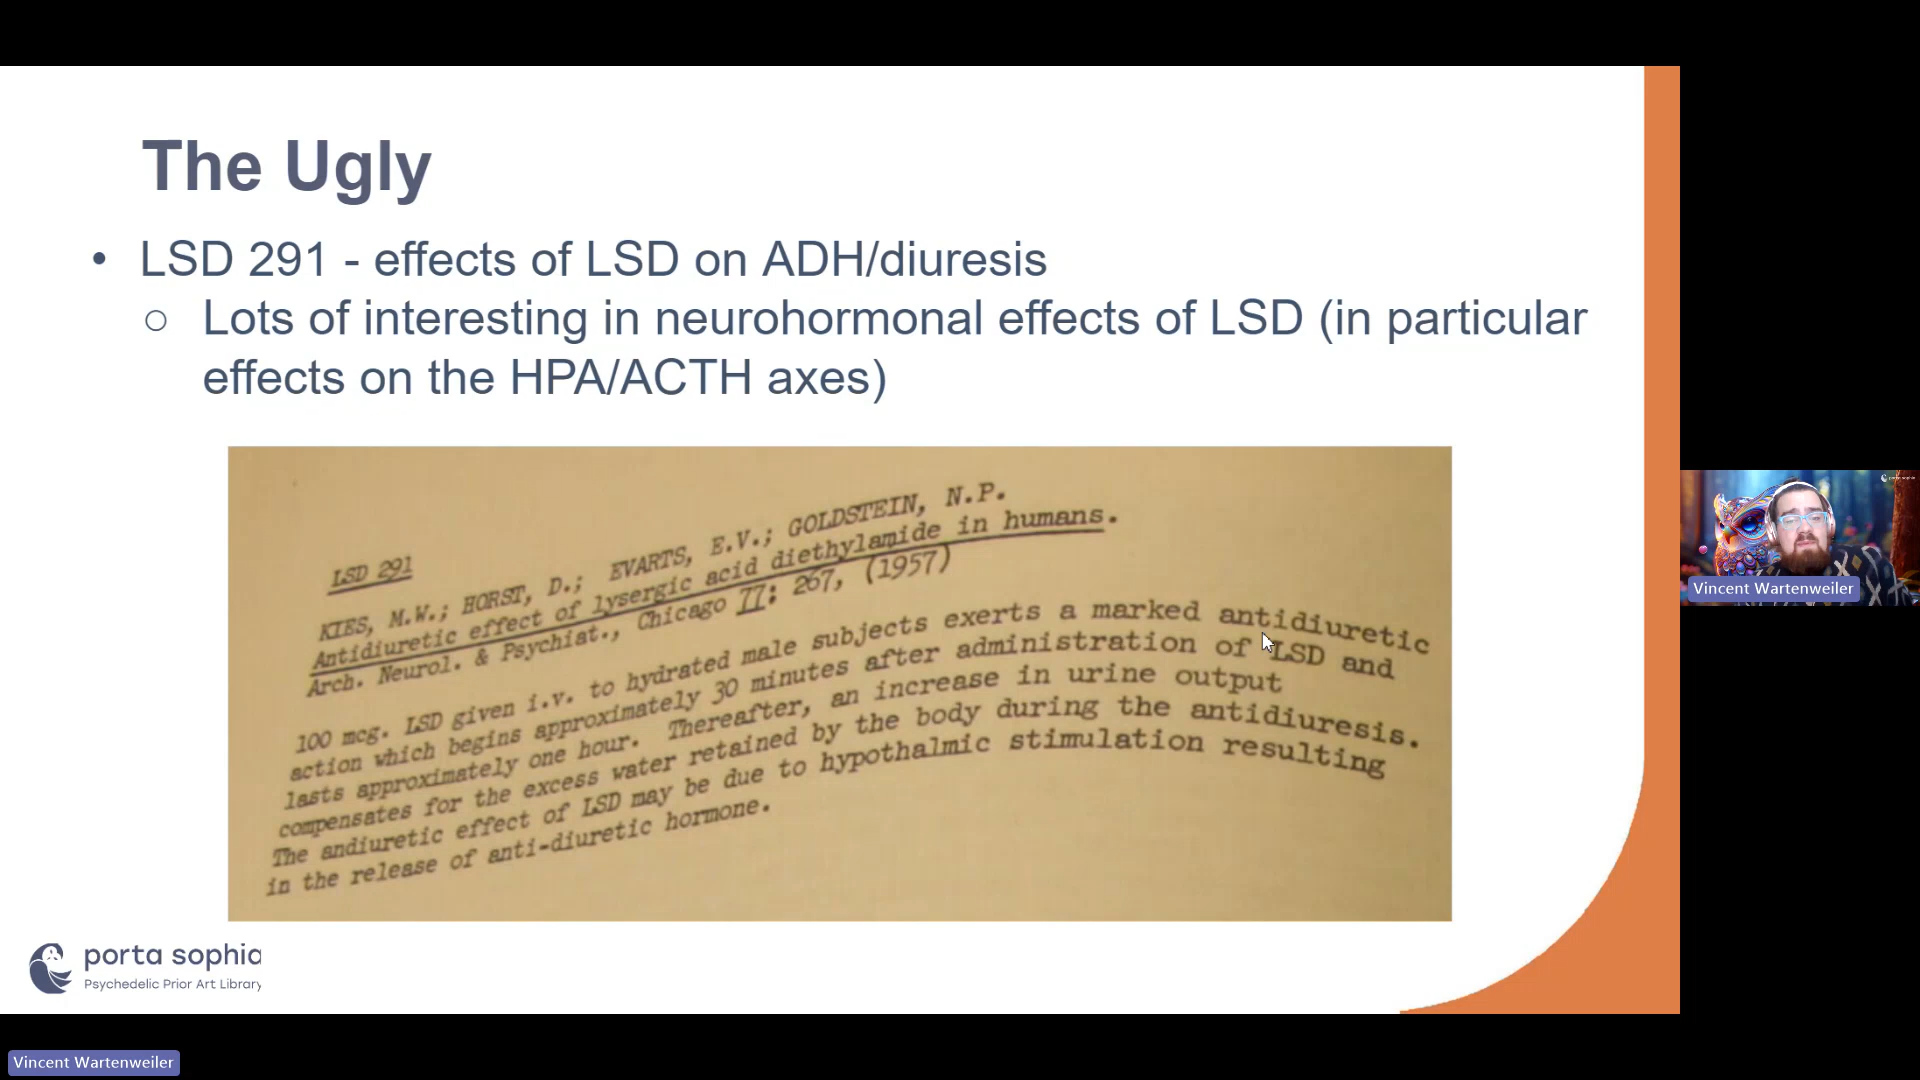 The Ugly
• LSD 291 - effects of LSD on ADH/diuresis
○ Lots of interesting in neurohormonal effects of LSD (in particular
effects on the HPA/ACTH axes)
LSD 291
KIES, M.W.; HORST, D.; EVARTS, E.V.; GOLDSTEIN, N.P.
Antidiuretic effect of lysergic acid diethylamide in humans.
Arch. Neurol. & Psychiat., Chicago 77: 267, (1957)
100 mcg. LSD given i.v. to hydrated male subjects exerts a marked antidiuretic
action which begins approximately 30 minutes after administration of LSD and
lasts approximately one hour. Thereafter, an increase in urine output
compensates for the excess water retained by the body during the antidiuresis.
The andiuretic effect of LSD may be due to hypothalmic stimulation resulting
in the release of anti-diuretic hormone.
porta sophia
Psychedelic Prior Art Library
porta sophia
Vincent Wartenweiler
Vincent Wartenweiler